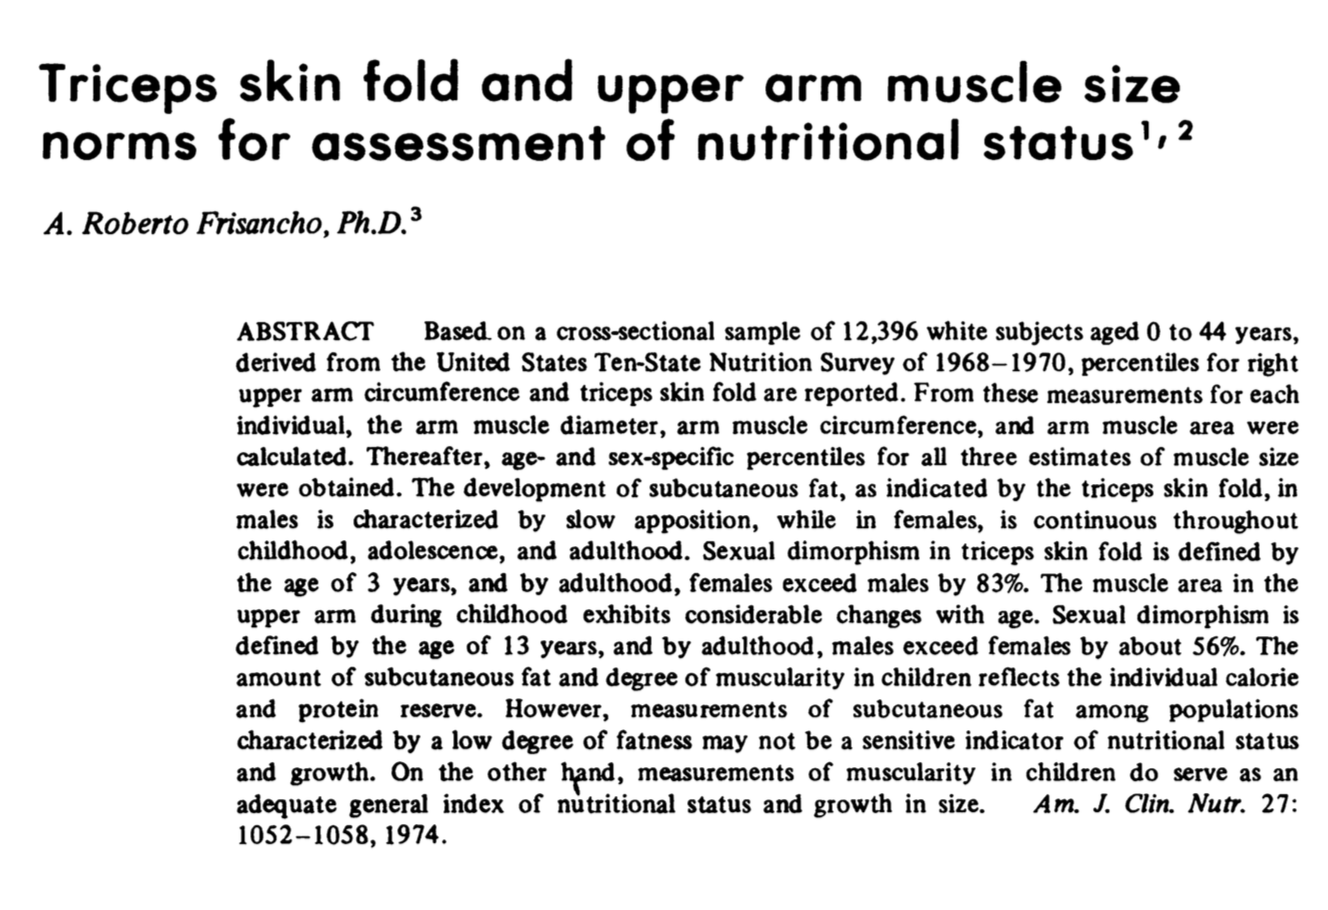 Triceps skin fold and upper arm muscle size
norms for assessment of nutritional status¹,²
A. Roberto Frisancho, Ph.D.³
ABSTRACT Based on a cross-sectional sample of 12,396 white subjects aged 0 to 44 years,
derived from the United States Ten-State Nutrition Survey of 1968–1970, percentiles for right
upper arm circumference and triceps skin fold are reported. From these measurements for each
individual, the arm muscle diameter, arm muscle circumference, and arm muscle area were
calculated. Thereafter, age- and sex-specific percentiles for all three estimates of muscle size
were obtained. The development of subcutaneous fat, as indicated by the triceps skin fold, in
males is characterized by slow apposition, while in females, is continuous throughout
childhood, adolescence, and adulthood. Sexual dimorphism in triceps skin fold is defined by
the age of 3 years, and by adulthood, females exceed males by 83%. The muscle area in the
upper arm during childhood exhibits considerable changes with age. Sexual dimorphism is
defined by the age of 13 years, and by adulthood, males exceed females by about 56%. The
amount of subcutaneous fat and degree of muscularity in children reflects the individual calorie
and protein reserve. However, measurements of subcutaneous fat among populations
characterized by a low degree of fatness may not be a sensitive indicator of nutritional status
and growth. On the other hand, measurements of muscularity in children do serve as an
adequate general index of nutritional status and growth in size. Am. J. Clin. Nutr. 27:
1052–1058, 1974.